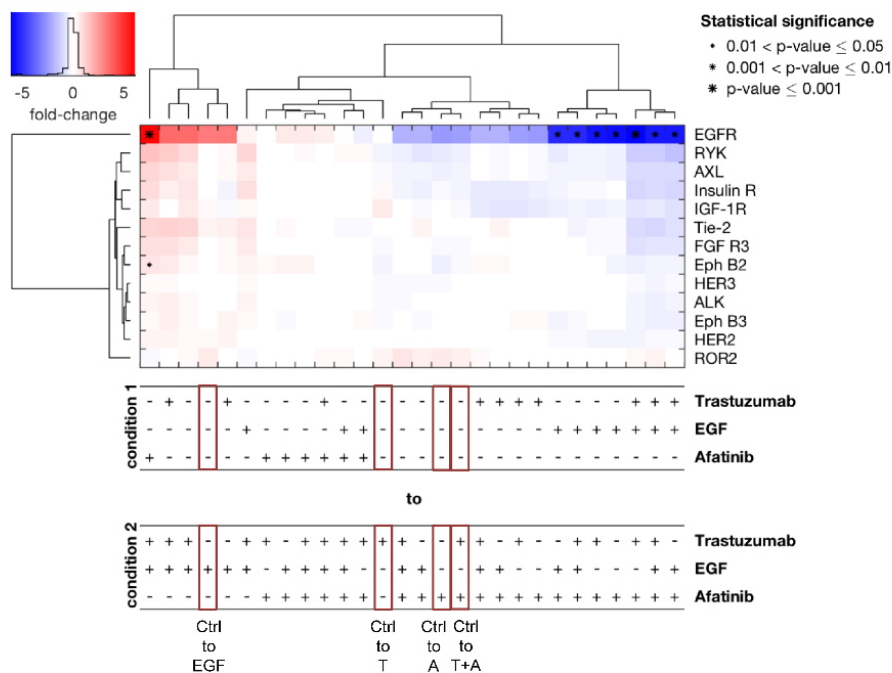 -5 0 5
fold-change
Statistical significance
• 0.01 < p-value ≤ 0.05
* 0.001 < p-value ≤ 0.01
* p-value ≤ 0.001
EGFR
RYK
AXL
Insulin R
IGF-1R
Tie-2
FGF R3
Eph B2
HER3
ALK
Eph B3
HER2
ROR2
condition 1
- + - - + - - - - + - - - - - - - + + + + - - - - + + + Trastuzumab
- - - - - + - - - - + + - - - - - - - - - + + + + + + + EGF
+ - - - - - + + + + + + - - - - - - - - - - - - - - - - Afatinib
to
condition 2
Trastuzumab
EGF
Afatinib
Ctrl to EGF
Ctrl to T
Ctrl to A
Ctrl to T+A